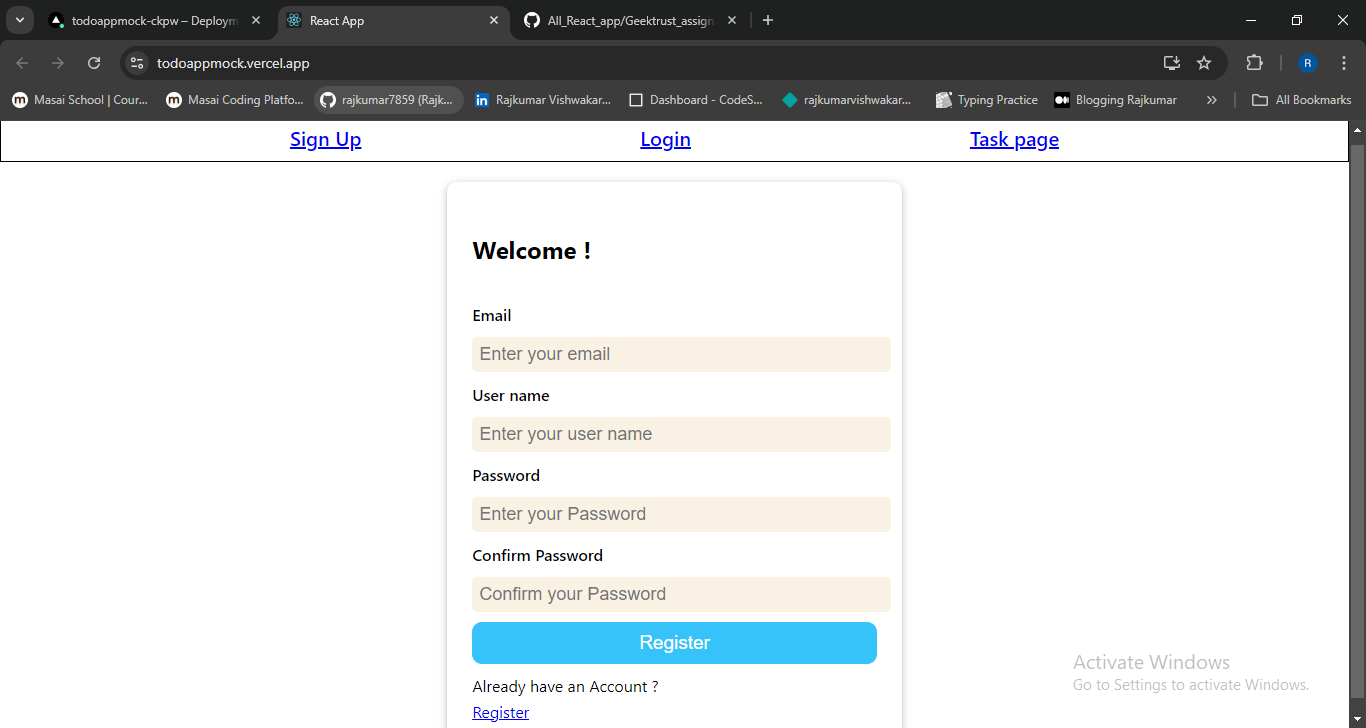 todoappmock-ckpw – Deploym
React App
All_React_app/Geektrust_assign
todoappmock.vercel.app
R
Masai School | Cour...
Masai Coding Platfo...
rajkumar7859 (Rajk...
Rajkumar Vishwakar...
Dashboard - CodeS...
rajkumarvishwakar...
Typing Practice
Blogging Rajkumar
All Bookmarks
Sign Up
Login
Task page
Welcome !
Email
Enter your email
User name
Enter your user name
Password
Enter your Password
Confirm Password
Confirm your Password
Register
Already have an Account ?
Register
Activate Windows
Go to Settings to activate Windows.